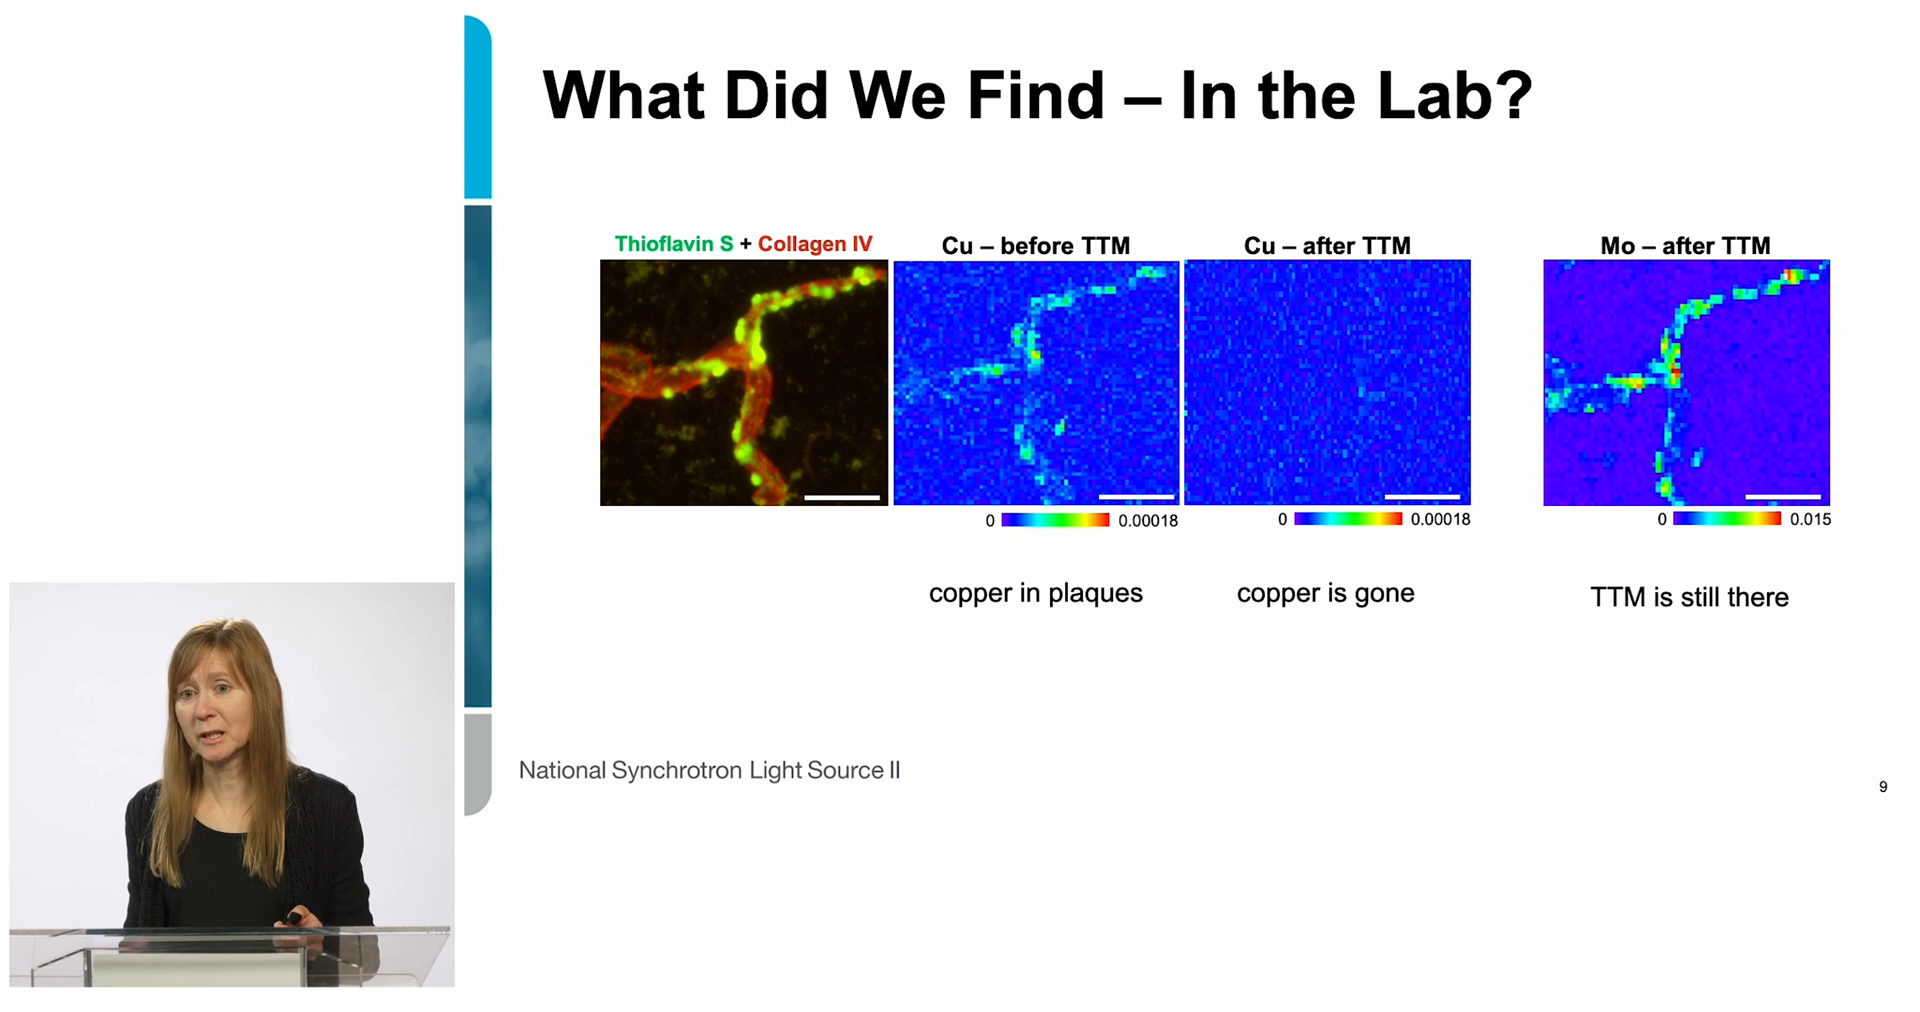 What Did We Find – In the Lab?
Thioflavin S + Collagen IV
Cu – before TTM
Cu – after TTM
Mo – after TTM
0 0.00018
0 0.00018
0 0.015
copper in plaques
copper is gone
TTM is still there
National Synchrotron Light Source II
9